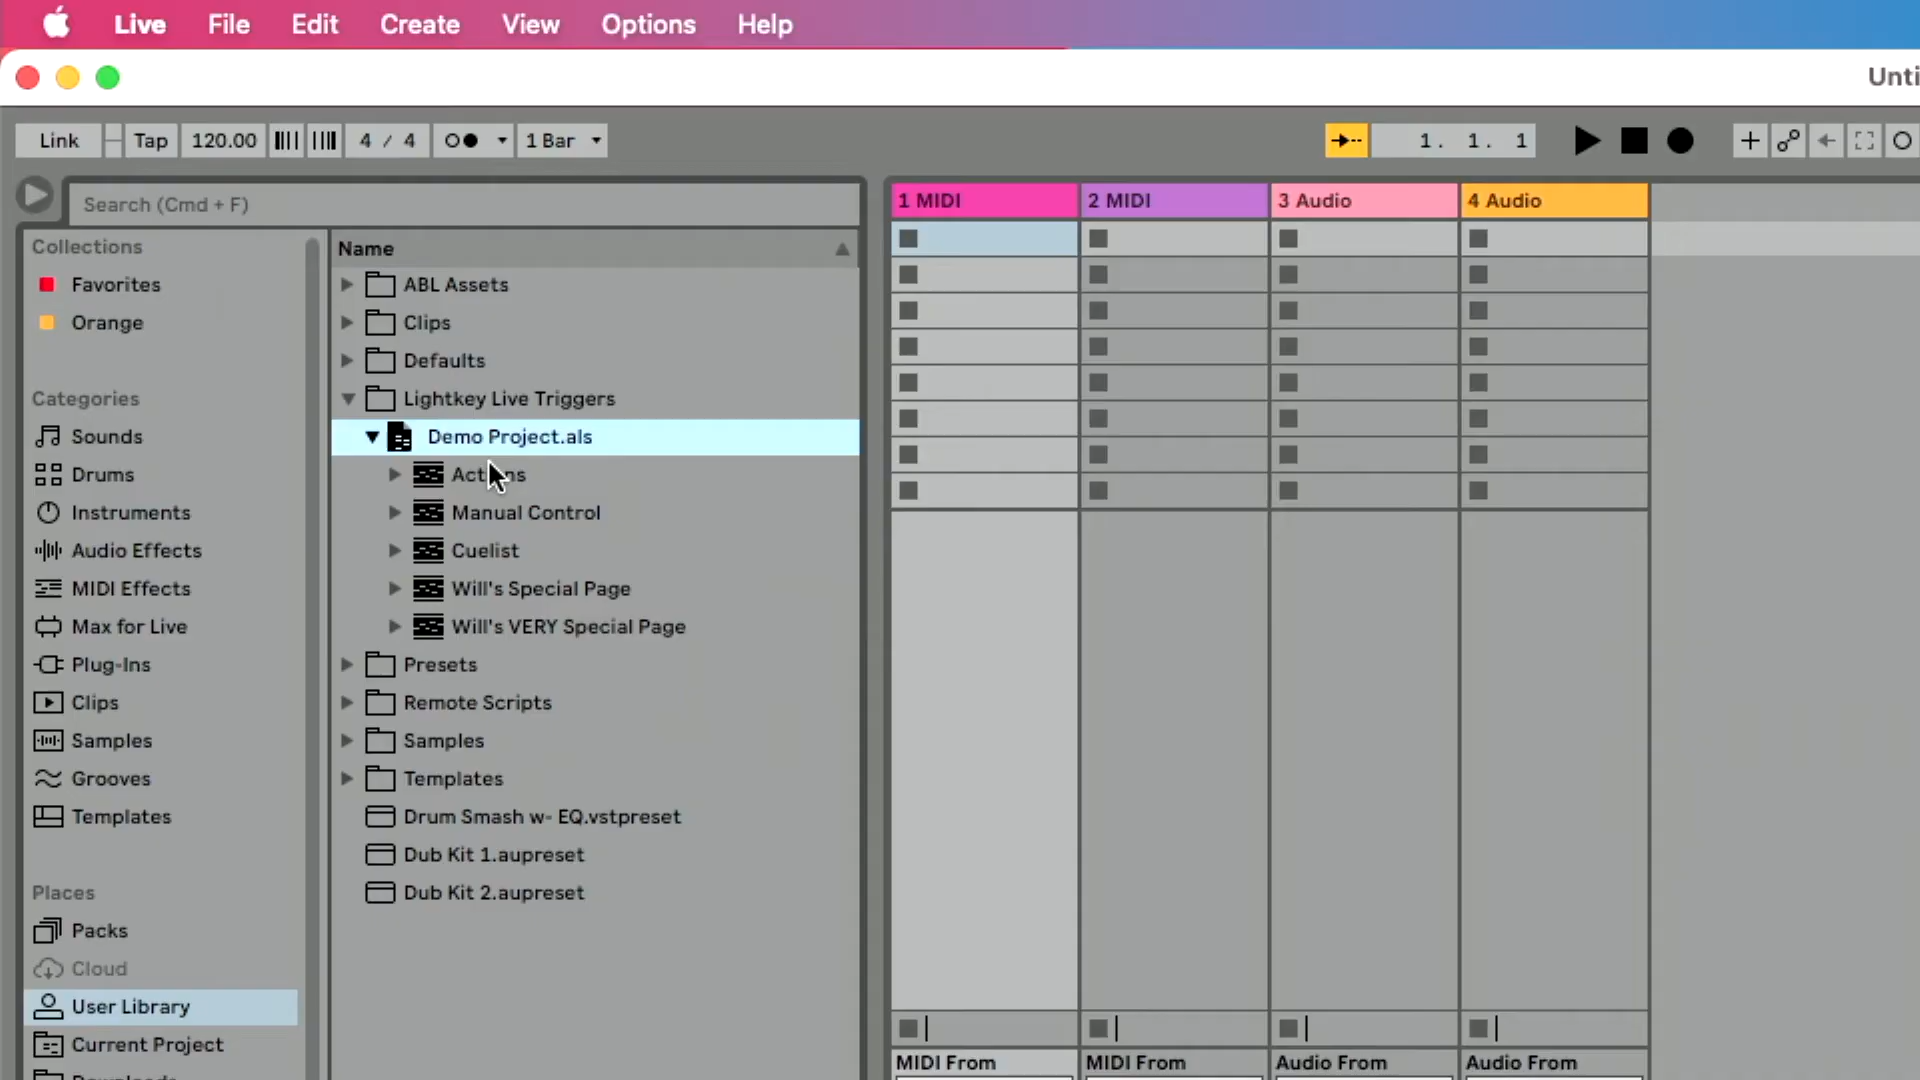 Live File Edit Create View Options Help
Link Tap 120.00 4 / 4 1 Bar 1. 1. 1
Search (Cmd + F)
Collections
Favorites
Orange
Categories
Sounds
Drums
Instruments
Audio Effects
MIDI Effects
Max for Live
Plug-Ins
Clips
Samples
Grooves
Templates
Places
Packs
Cloud
User Library
Current Project
Name
ABL Assets
Clips
Defaults
Lightkey Live Triggers
Demo Project.als
Manual Control
Cuelist
Will's Special Page
Will's VERY Special Page
Presets
Remote Scripts
Samples
Templates
Drum Smash w- EQ.vstpreset
Dub Kit 1.aupreset
Dub Kit 2.aupreset
1 MIDI 2 MIDI 3 Audio 4 Audio
MIDI From MIDI From Audio From Audio From